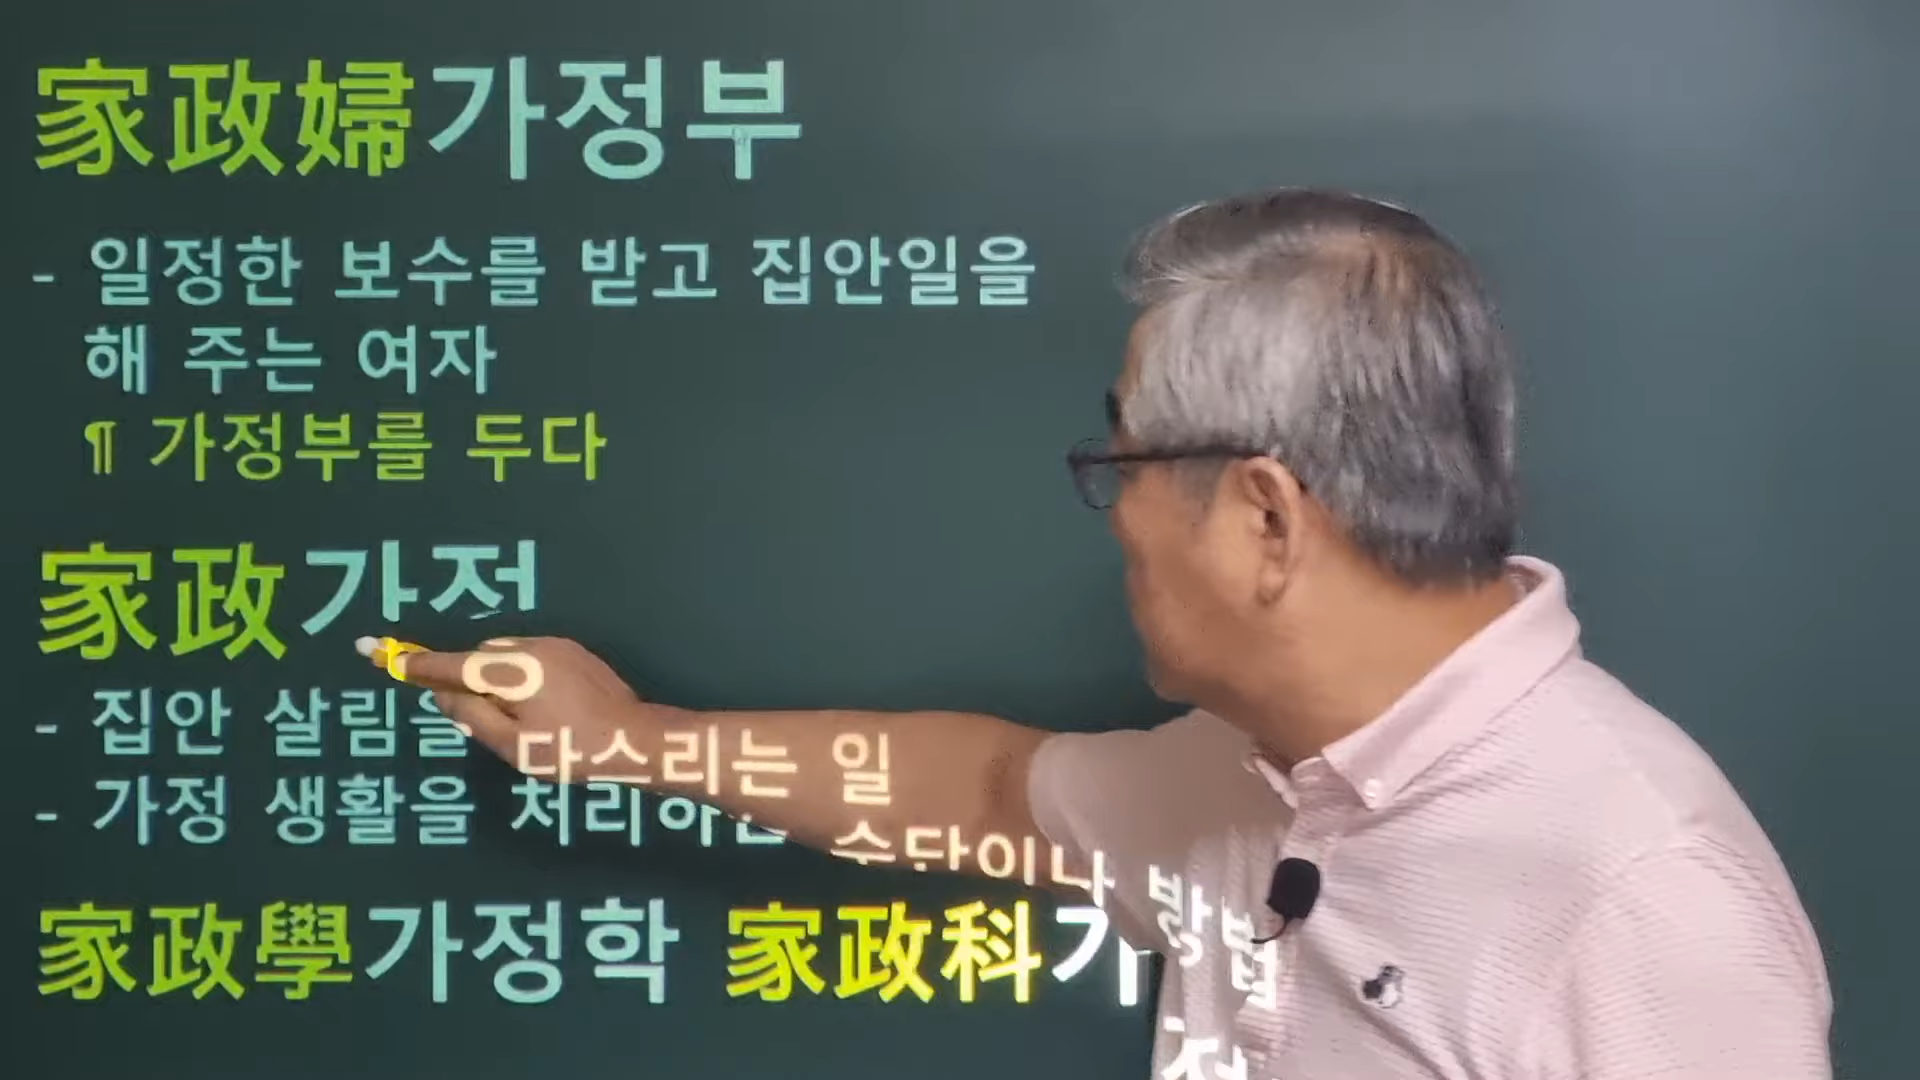 家政婦가정부
- 일정한 보수를 받고 집안일을
해 주는 여자
¶ 가정부를 두다
家政가정
- 집안 살림을 다스리는 일
- 가정 생활을 처리하는 수단이나 방법
家政學가정학 家政科가정